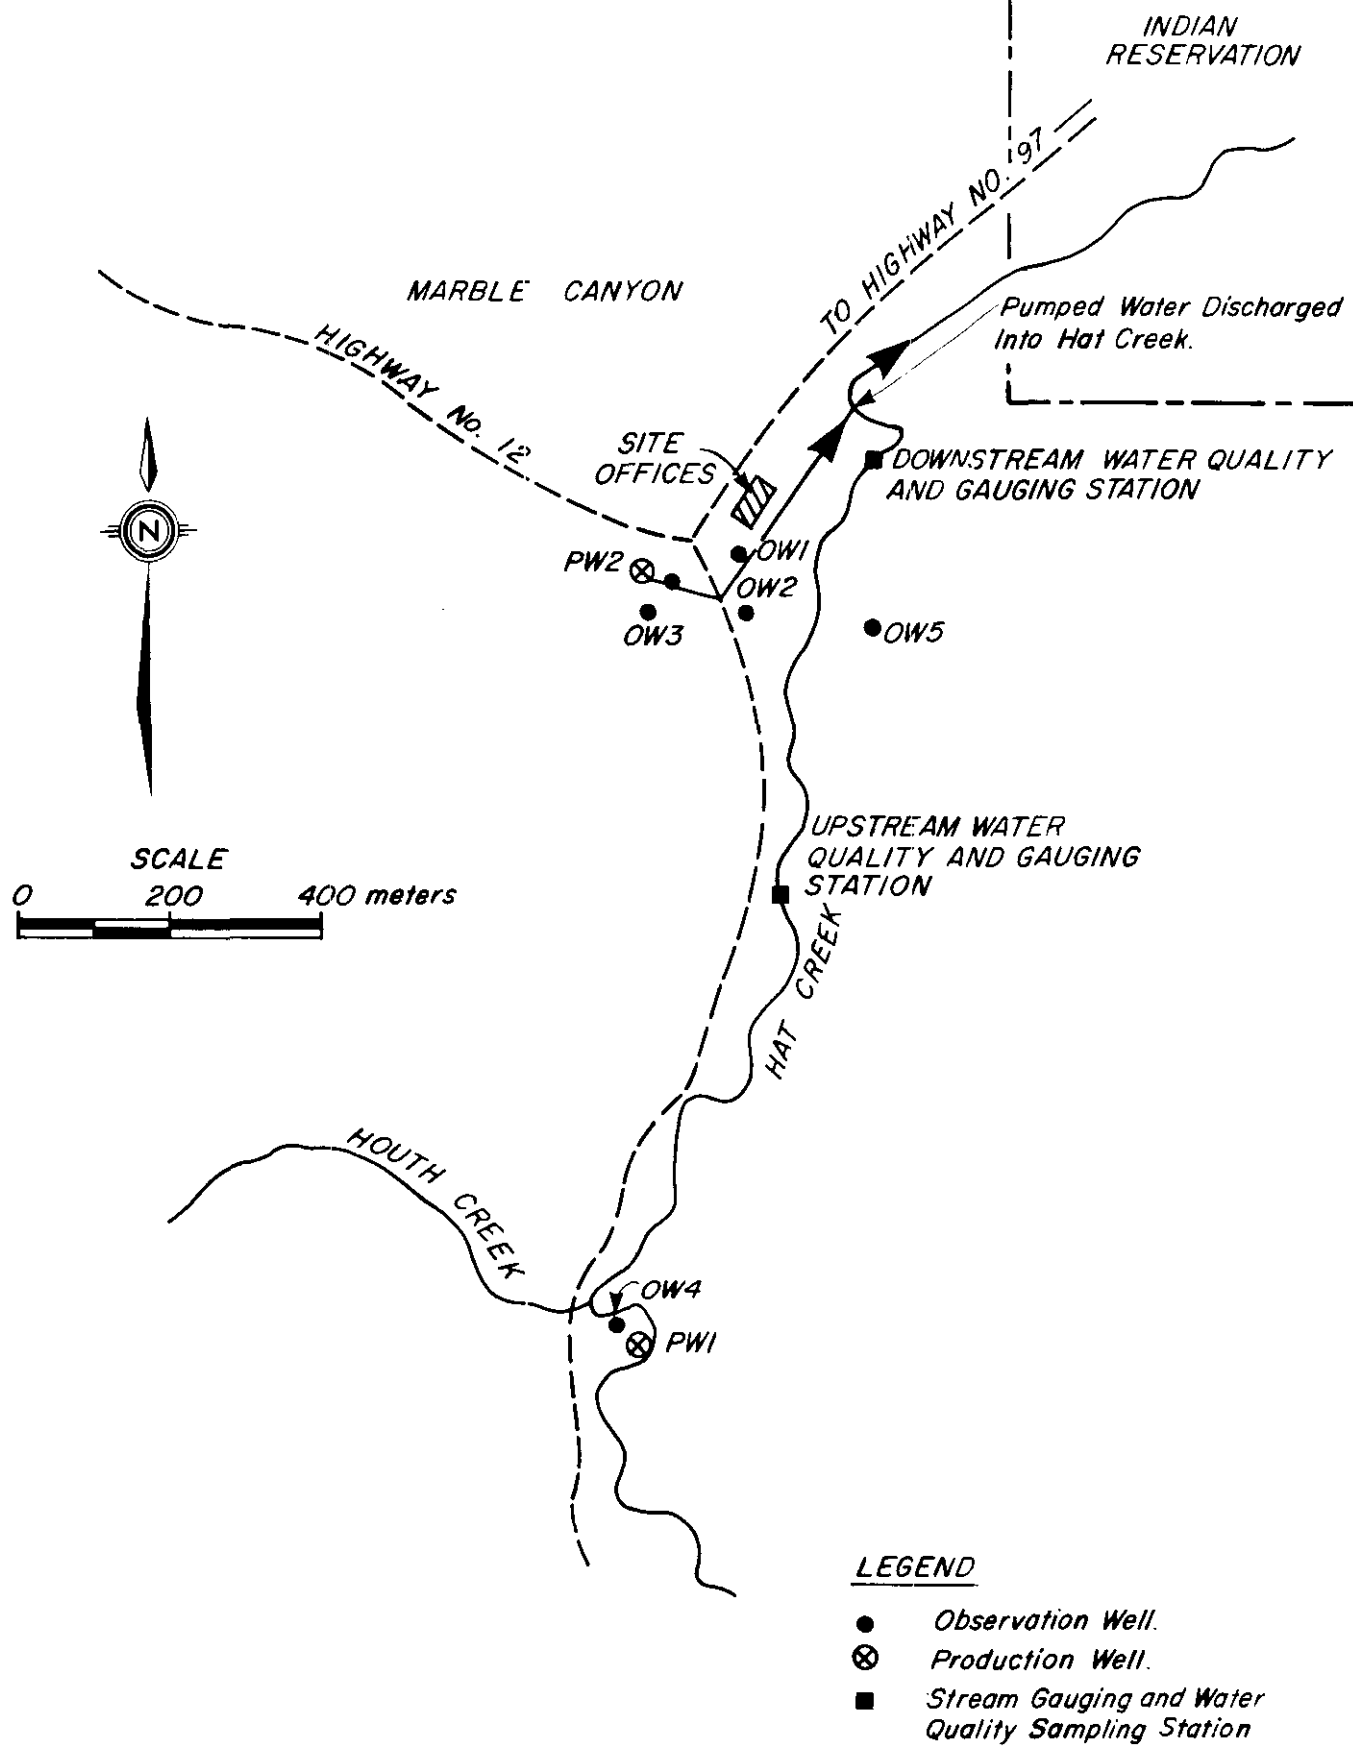 INDIAN
RESERVATION
TO HIGHWAY NO. 97
MARBLE CANYON
HIGHWAY No. 12
Pumped Water Discharged
Into Hat Creek.
SITE
OFFICES
DOWNSTREAM WATER QUALITY
AND GAUGING STATION
N
PW2
OW1
OW2
OW3
OW5
UPSTREAM WATER
QUALITY AND GAUGING
STATION
SCALE
0 200 400 meters
HAT CREEK
HOUTH CREEK
OW4
PW1
LEGEND
Observation Well.
Production Well.
Stream Gauging and Water
Quality Sampling Station